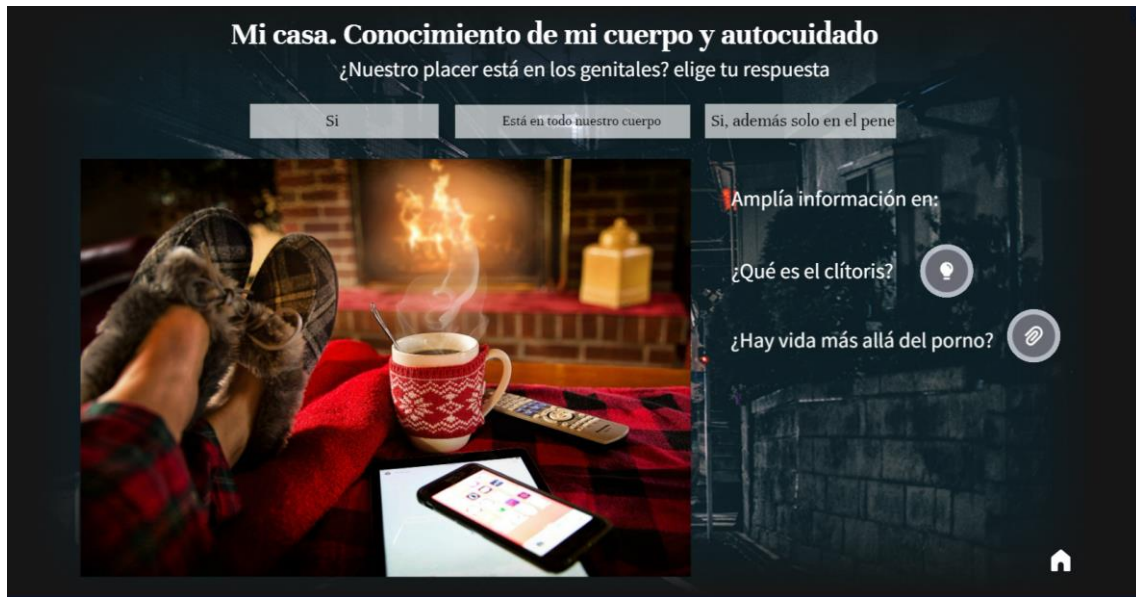 Mi casa. Conocimiento de mi cuerpo y autocuidado
¿Nuestro placer está en los genitales? elige tu respuesta
Si
Está en todo nuestro cuerpo
Si, además solo en el pene
Amplía información en:
¿Qué es el clítoris?
¿Hay vida más allá del porno?